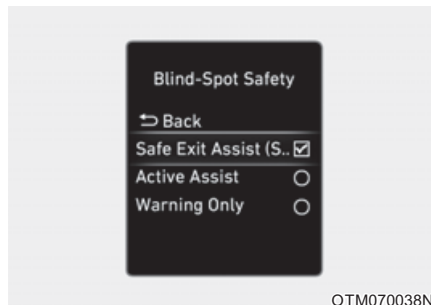 Blind-Spot Safety
Back
Safe Exit Assist (S..
Active Assist
Warning Only
OTM070038N